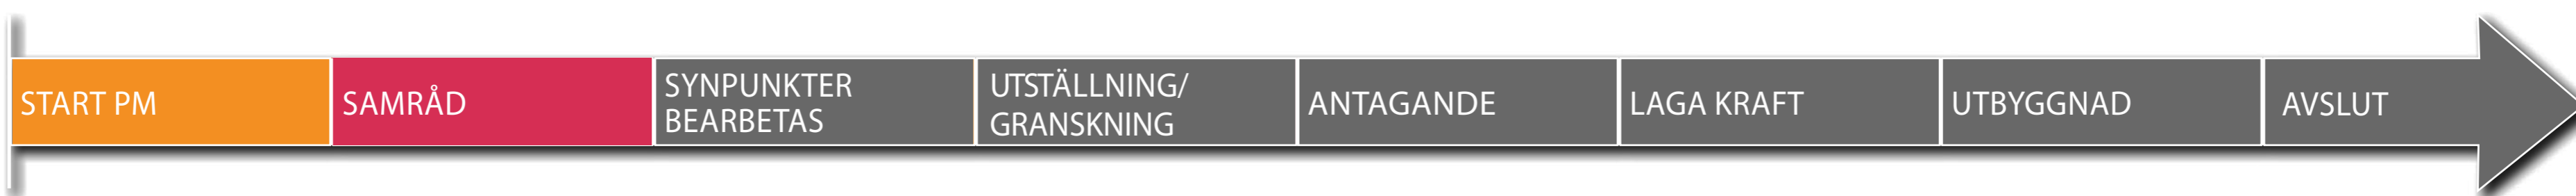 START PM
SAMRÅD
SYNPUNKTER
BEARBETAS
UTSTÄLLNING/
GRANSKNING
ANTAGANDE
LAGA KRAFT
UTBYGGNAD
AVSLUT